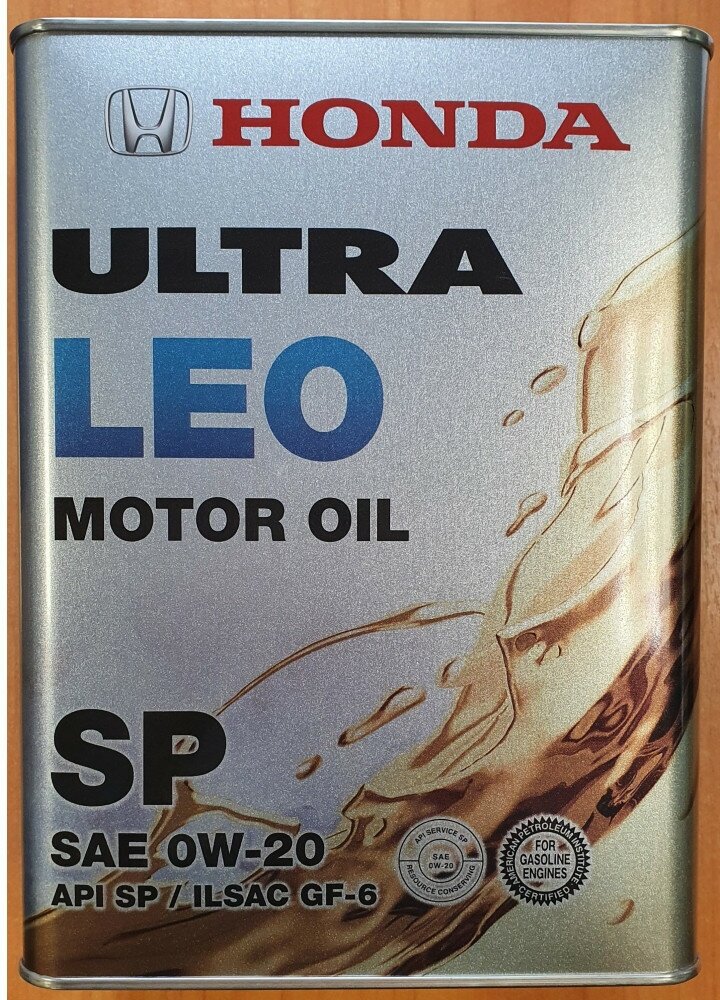 HONDA
ULTRA
LEO
MOTOR OIL
SP
SAE 0W-20
API SP / ILSAC GF-6
API SERVICE SP
SAE
0W-20
RESOURCE CONSERVING
AMERICAN PETROLEUM INSTITUTE
FOR
GASOLINE
ENGINES
CERTIFIED